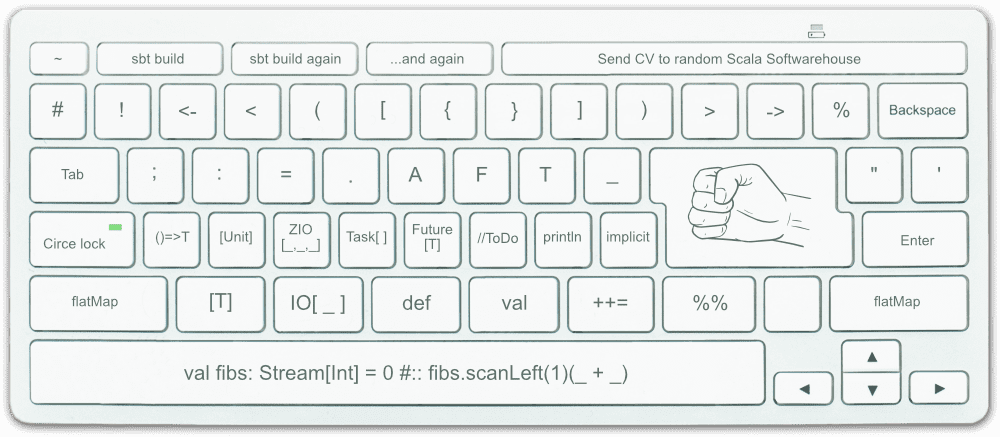 ~ sbt build sbt build again ...and again Send CV to random Scala Softwarehouse
# ! <- < ( [ { } ] ) > -> % Backspace
Tab ; : = . A F T _ " '
Circe lock ()=>T [Unit] ZIO [_,_,_] Task[ ] Future [T] //ToDo println implicit Enter
flatMap [T] IO[ _ ] def val ++= %% flatMap
val fibs: Stream[Int] = 0 #:: fibs.scanLeft(1)(_ + _)
▲
◄ ▼ ►